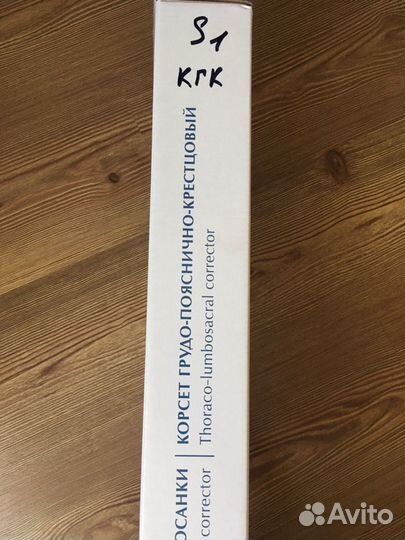 S1
КГК
ОСАНКИ | КОРСЕТ ГРУДО-ПОЯСНИЧНО-КРЕСТЦОВЫЙ
corrector | Thoraco-lumbosacral corrector
Avito